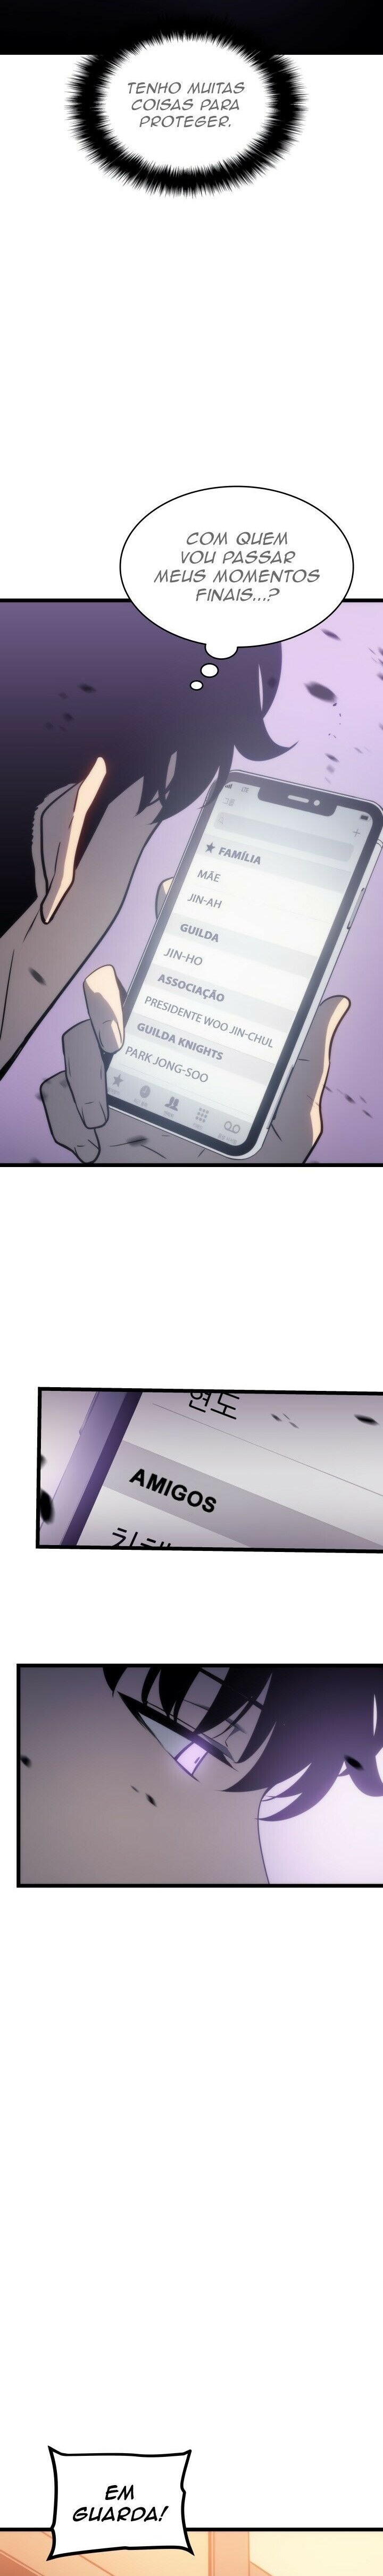 TENHO MUITAS
COISAS PARA
PROTEGER.
COM QUEM
VOU PASSAR
MEUS MOMENTOS
FINAIS...?
★ FAMÍLIA
MÃE
JIN-AH
GUILDA
JIN-HO
ASSOCIAÇÃO
PRESIDENTE WOO JIN-CHUL
GUILDA KNIGHTS
PARK JONG-SOO
AMIGOS
EM
GUARDA!